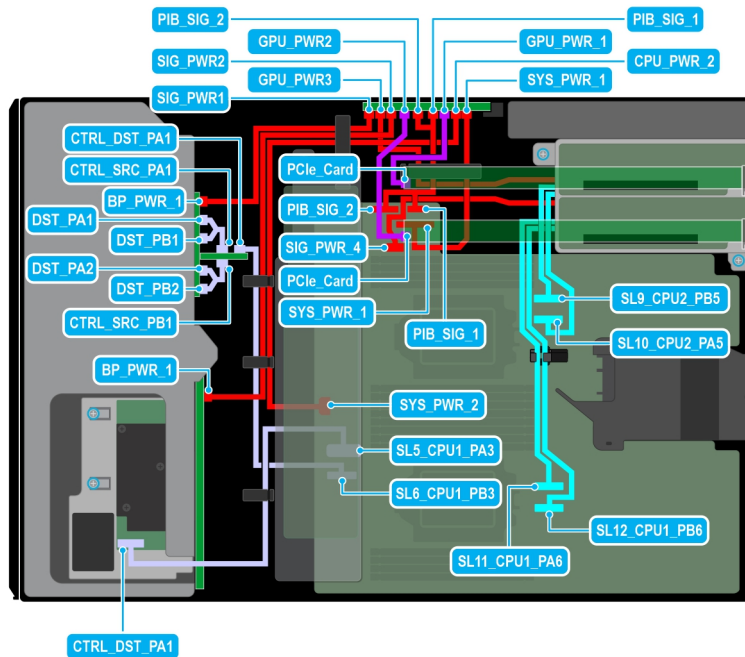 PIB_SIG_2
PIB_SIG_1
GPU_PWR2
GPU_PWR_1
SIG_PWR2
CPU_PWR_2
GPU_PWR3
SYS_PWR_1
SIG_PWR1
CTRL_DST_PA1
CTRL_SRC_PA1
PCIe_Card
BP_PWR_1
PIB_SIG_2
DST_PA1
DST_PB1
SIG_PWR_4
DST_PA2
PCIe_Card
DST_PB2
SL9_CPU2_PB5
SYS_PWR_1
CTRL_SRC_PB1
PIB_SIG_1
SL10_CPU2_PA5
BP_PWR_1
SYS_PWR_2
SL5_CPU1_PA3
SL6_CPU1_PB3
SL12_CPU1_PB6
SL11_CPU1_PA6
CTRL_DST_PA1